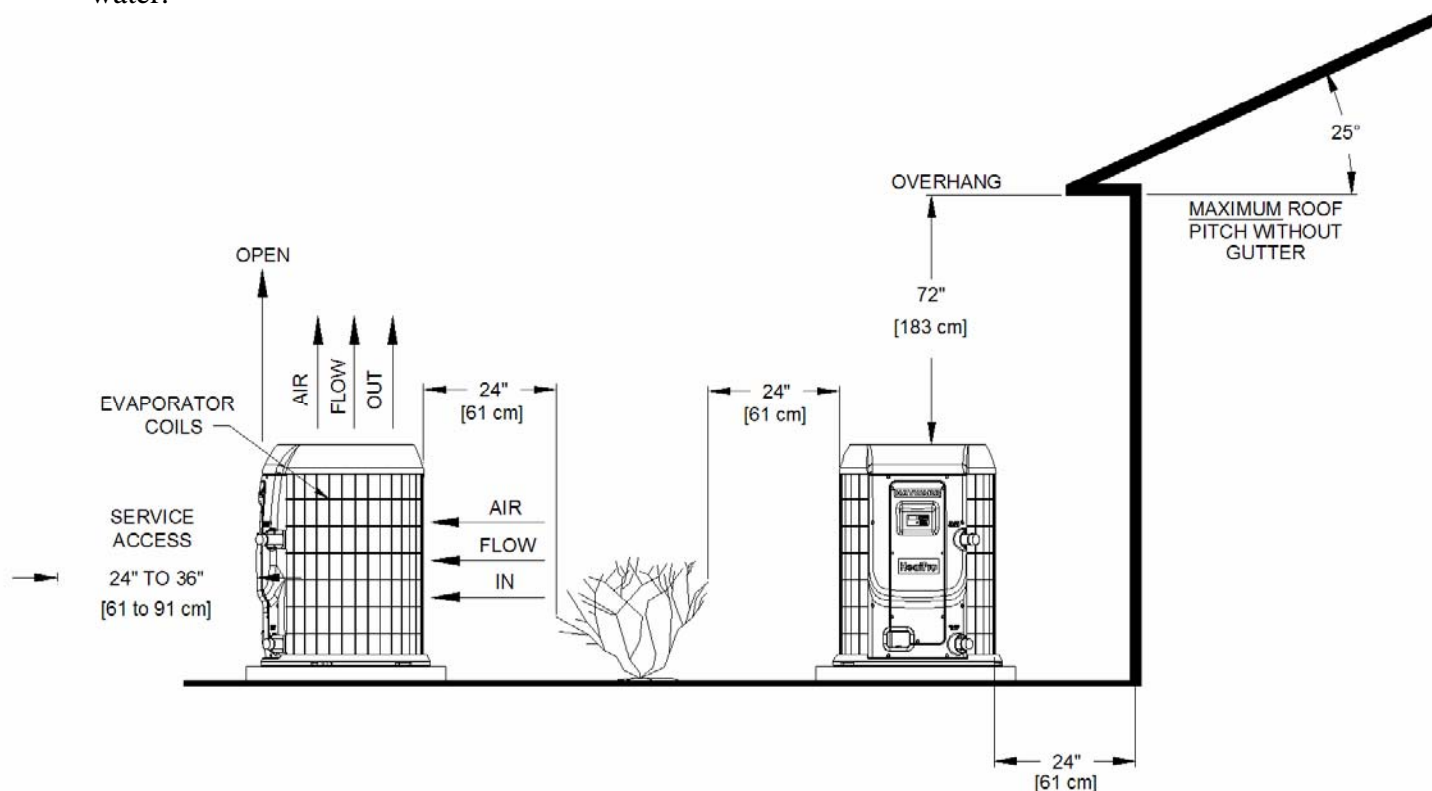 water.
25°
OVERHANG
MAXIMUM ROOF
PITCH WITHOUT
GUTTER
OPEN
72"
[183 cm]
AIR
FLOW
OUT
24"
[61 cm]
24"
[61 cm]
EVAPORATOR
COILS
SERVICE
ACCESS
24" TO 36"
[61 to 91 cm]
AIR
FLOW
IN
HeatPro
24"
[61 cm]